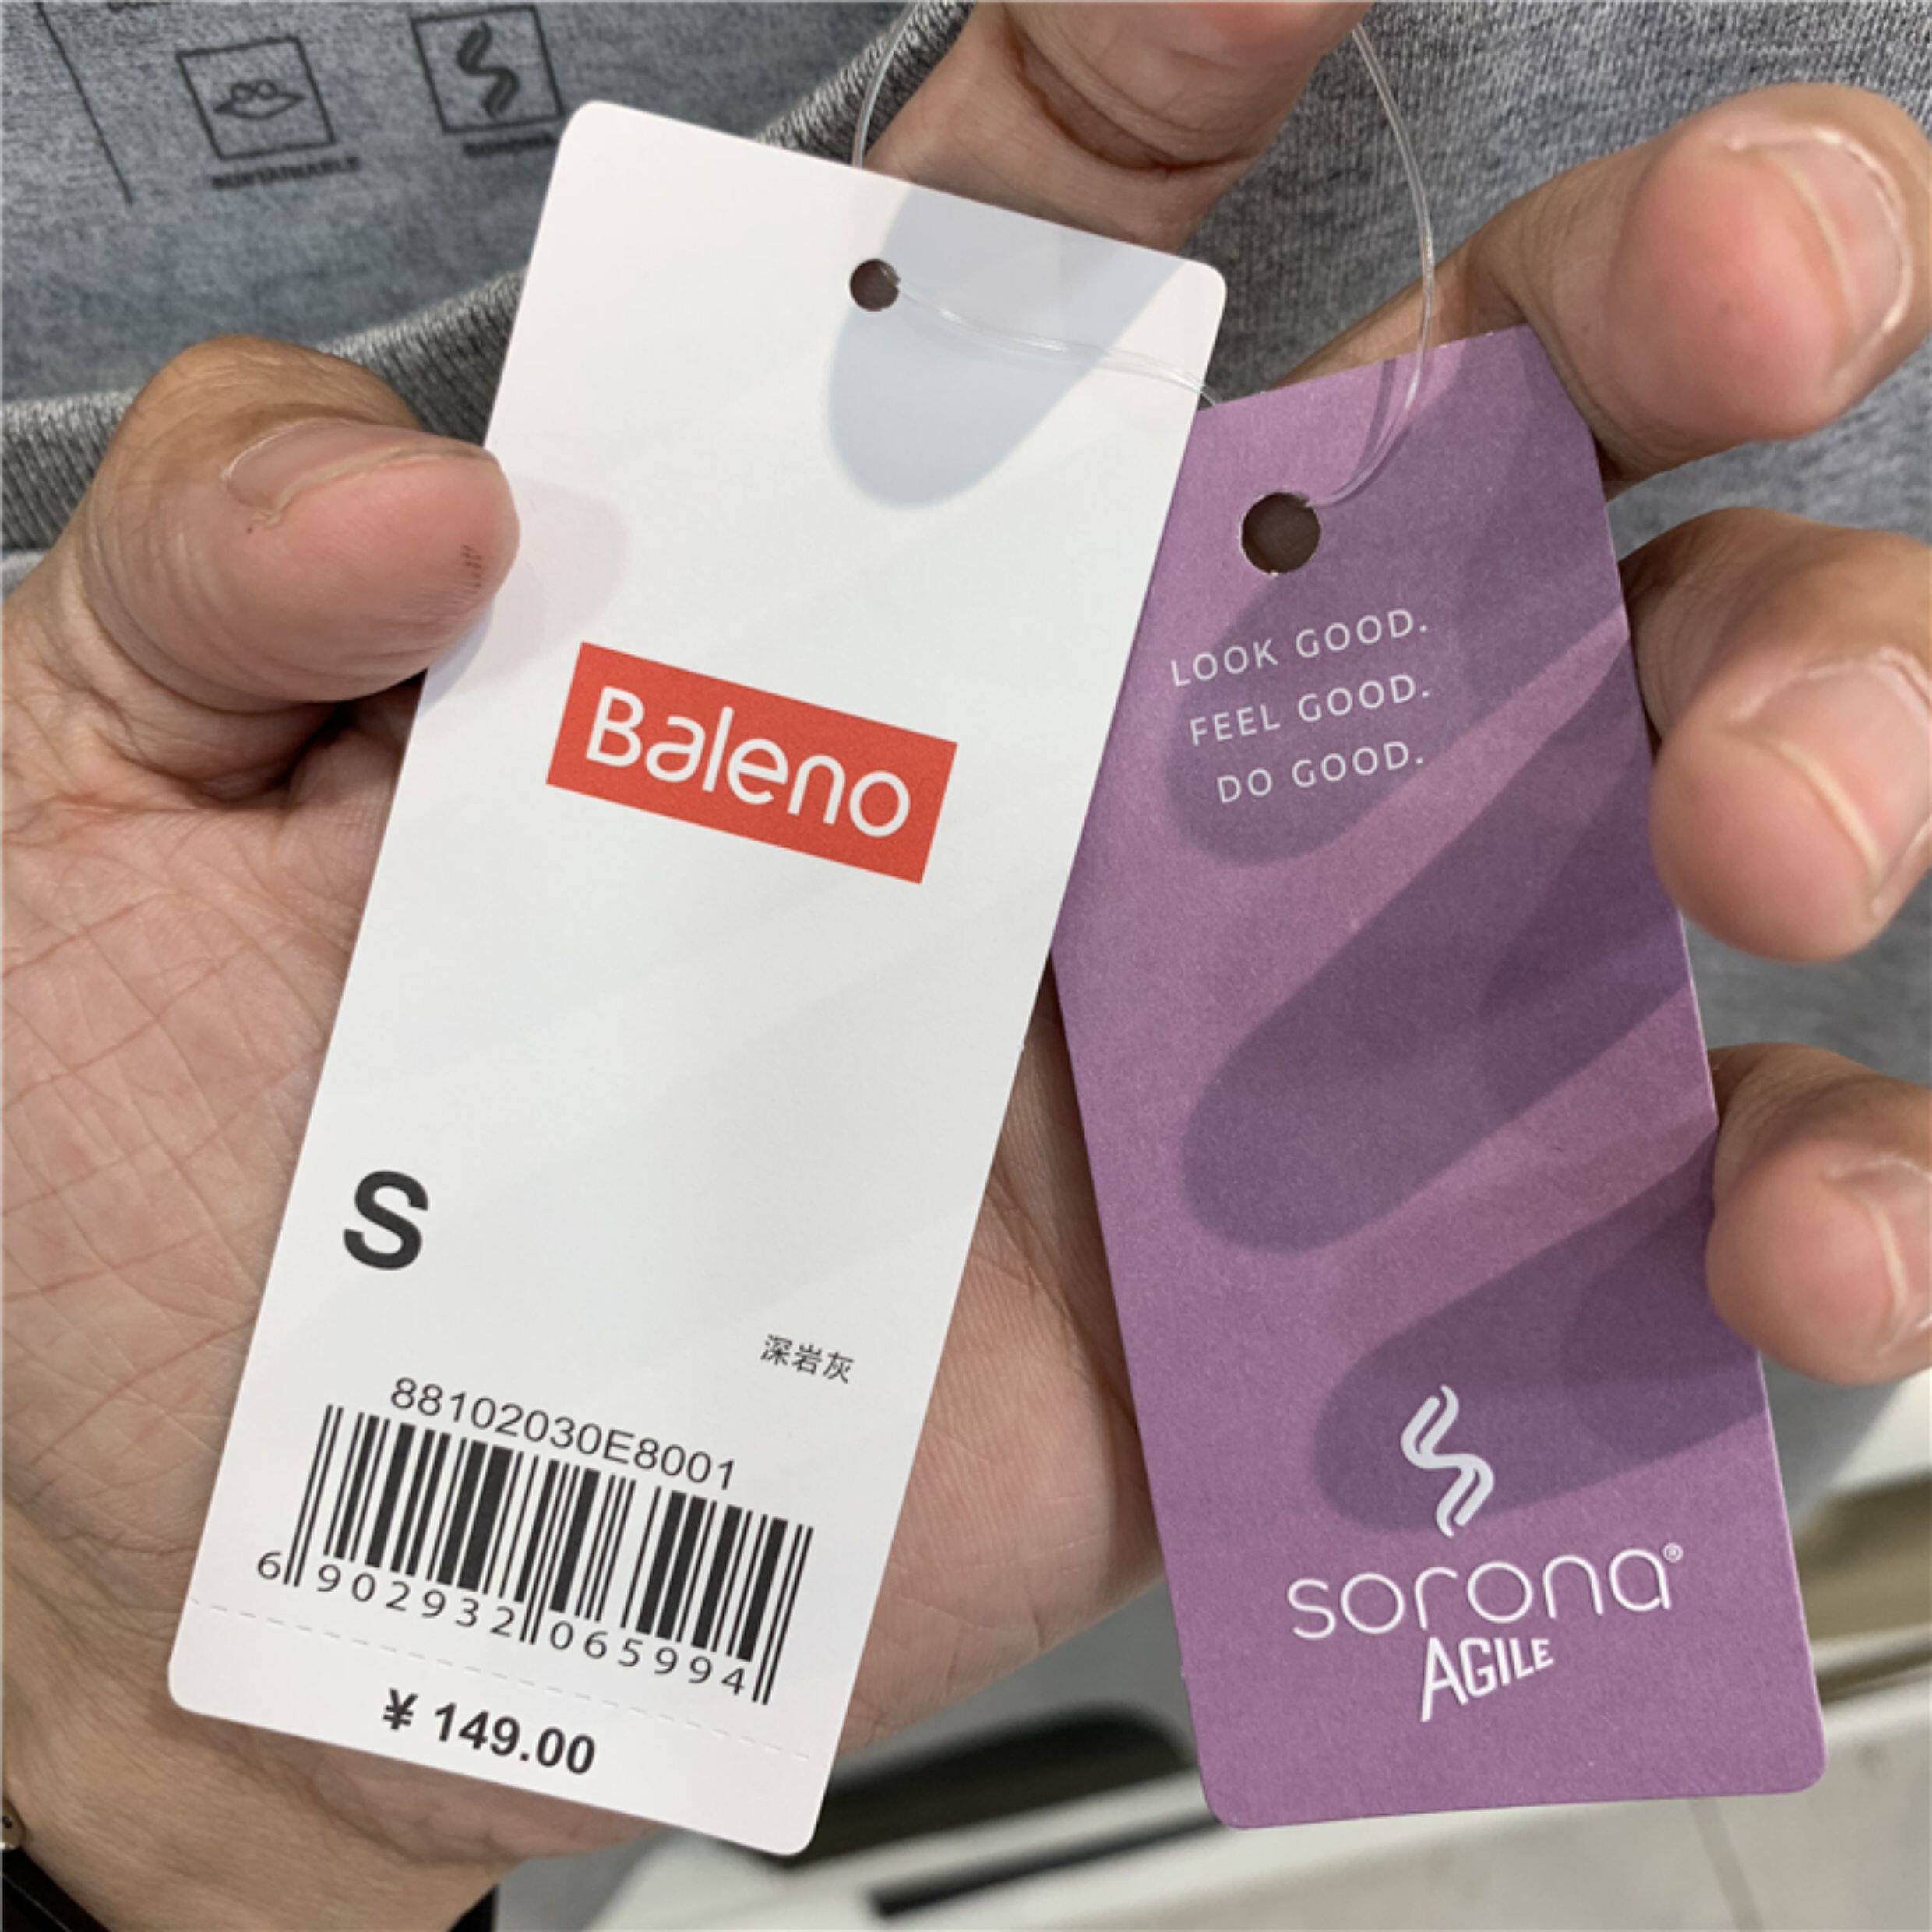 Baleno
S
深岩灰
88102030E8001
6 902932 065994
¥ 149.00
LOOK GOOD.
FEEL GOOD.
DO GOOD.
sorona®
AGILE